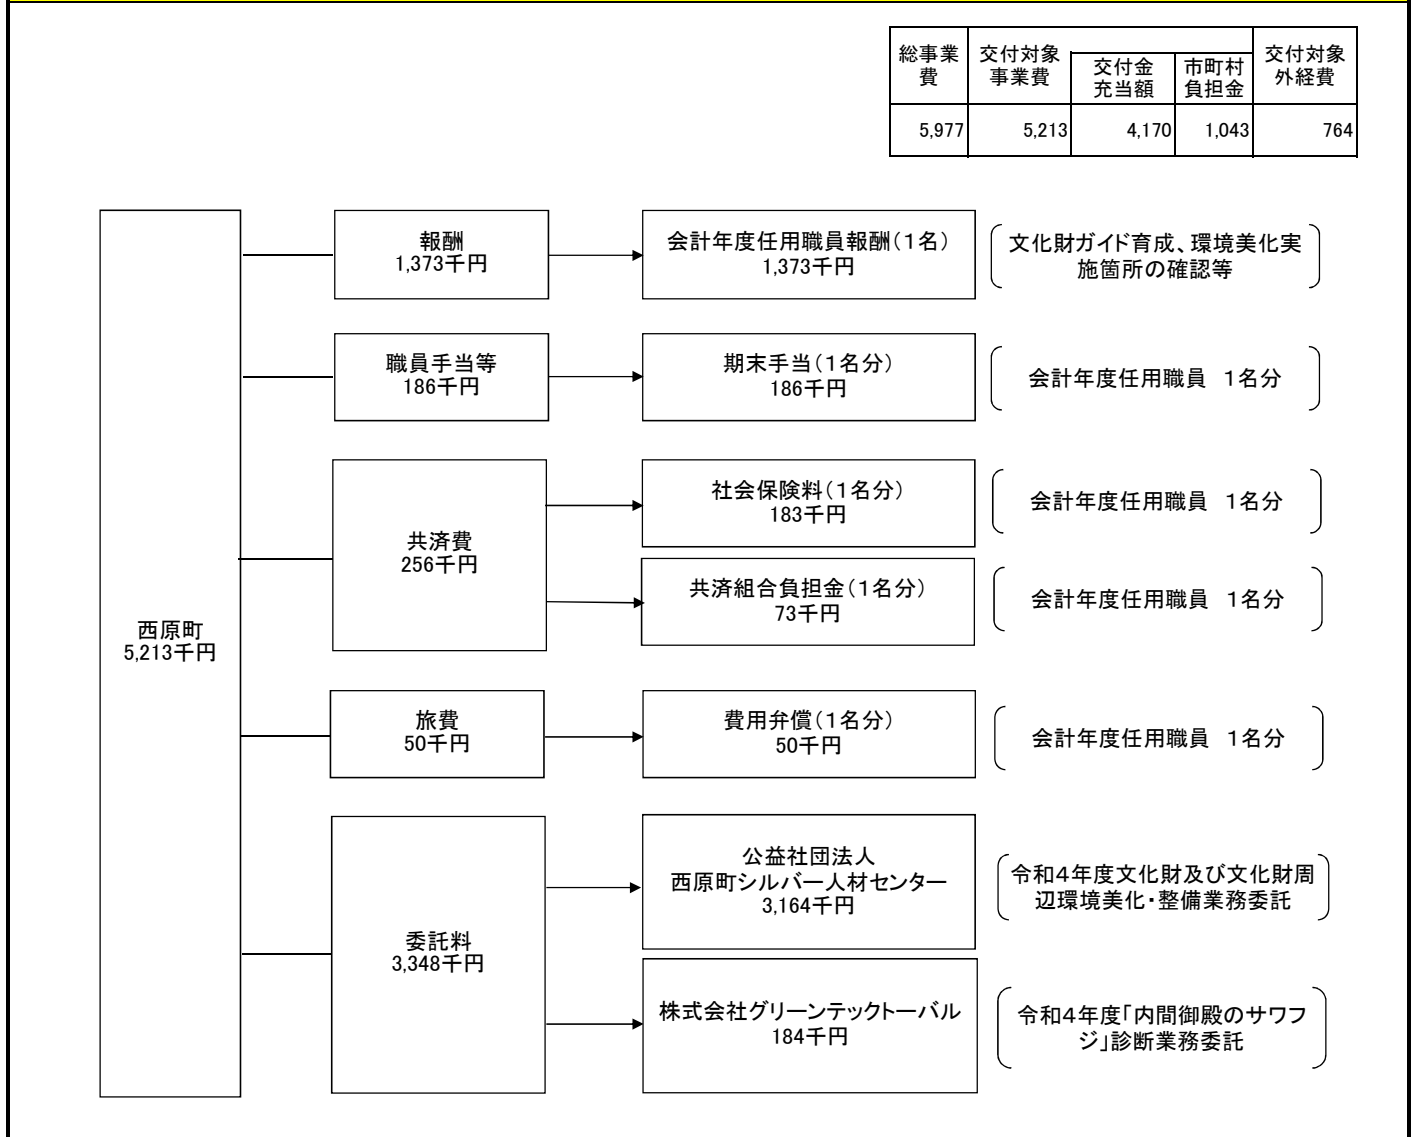 総事業費
交付対象事業費
交付金充当額
市町村負担金
交付対象外経費
5,977
5,213
4,170
1,043
764
西原町
5,213千円
報酬
1,373千円
会計年度任用職員報酬(1名)
1,373千円
文化財ガイド育成、環境美化実
施箇所の確認等
職員手当等
186千円
期末手当(1名分)
186千円
会計年度任用職員 1名分
共済費
256千円
社会保険料(1名分)
183千円
会計年度任用職員 1名分
共済組合負担金(1名分)
73千円
会計年度任用職員 1名分
旅費
50千円
費用弁償(1名分)
50千円
会計年度任用職員 1名分
委託料
3,348千円
公益社団法人
西原町シルバー人材センター
3,164千円
令和4年度文化財及び文化財周
辺環境美化・整備業務委託
株式会社グリーンテックトーバル
184千円
令和4年度「内間御殿のサワフ
ジ」診断業務委託